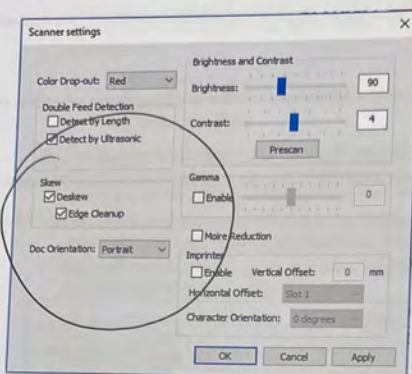 Scanner settings
Color Drop-out: Red
Double Feed Detection
Detect by Length
Detect by Ultrasonic
Skew
Deskew
Edge Cleanup
Doc Orientation: Portrait
Brightness and Contrast
Brightness: 90
Contrast: 4
Prescan
Gamma
Enable 0
Moire Reduction
Imprinter
Enable Vertical Offset: 0 mm
Horizontal Offset: Slot 1
Character Orientation: 0 degrees
OK Cancel Apply